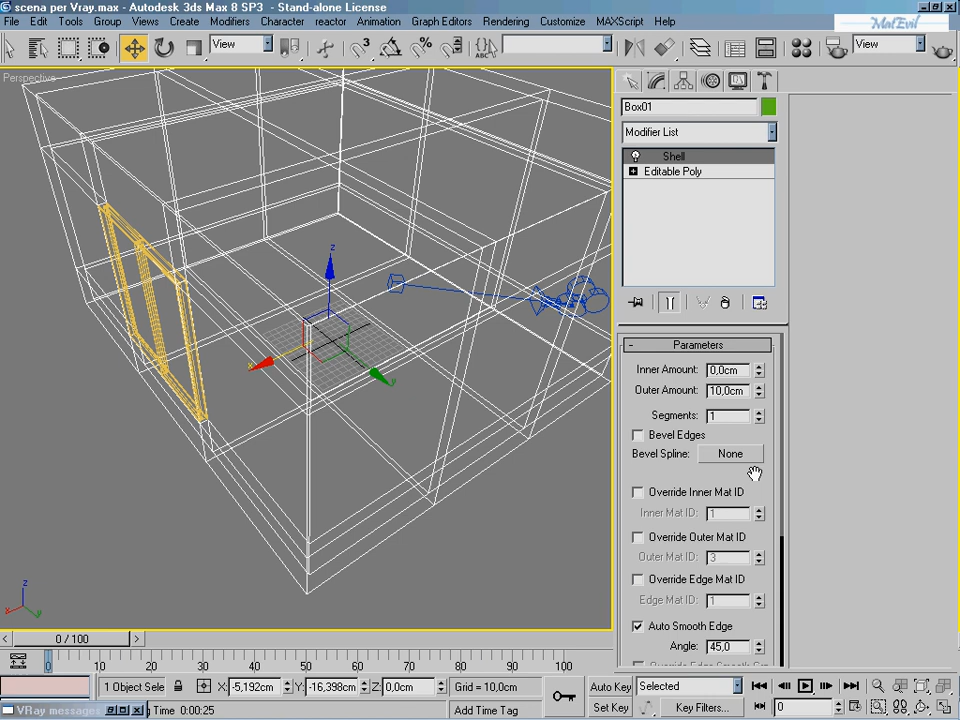 scena per Vray.max - Autodesk 3ds Max 8 SP3 - Stand-alone License
File Edit Tools Group Views Create Modifiers Character reactor Animation Graph Editors Rendering Customize MAXScript Help
MatEvil
View
3
%
ABC
View
Perspective
Box01
Modifier List
Shell
Editable Poly
z
x
y
Parameters
Inner Amount: 0,0cm
Outer Amount: 10,0cm
Segments: 1
Bevel Edges
Bevel Spline: None
Override Inner Mat ID
Inner Mat ID: 1
Override Outer Mat ID
Outer Mat ID: 3
Override Edge Mat ID
Edge Mat ID: 1
Auto Smooth Edge
Angle: 45,0
z
x
y
0 / 100
0 10 20 30 40 50 60 70 80 90 100
1 Object Sele X: -5,192cm Y: -16,398cm Z: 0,0cm Grid = 10,0cm Auto Key Selected
VRay messages Time 0:00:25 Add Time Tag Set Key Key Filters... 0